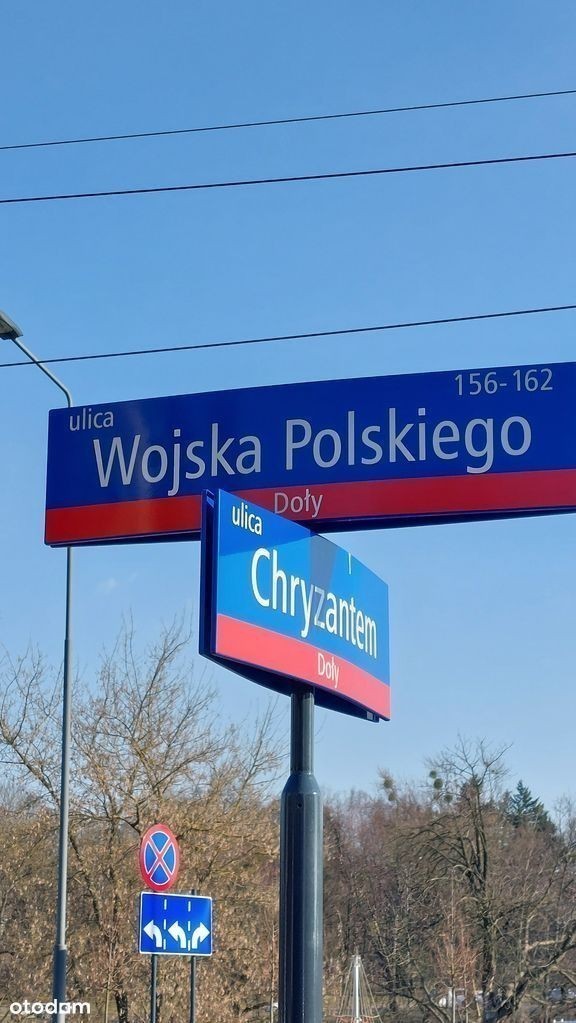 156-162
ulica
Wojska Polskiego
Doły
ulica
Chryzantem
Doły
otodom